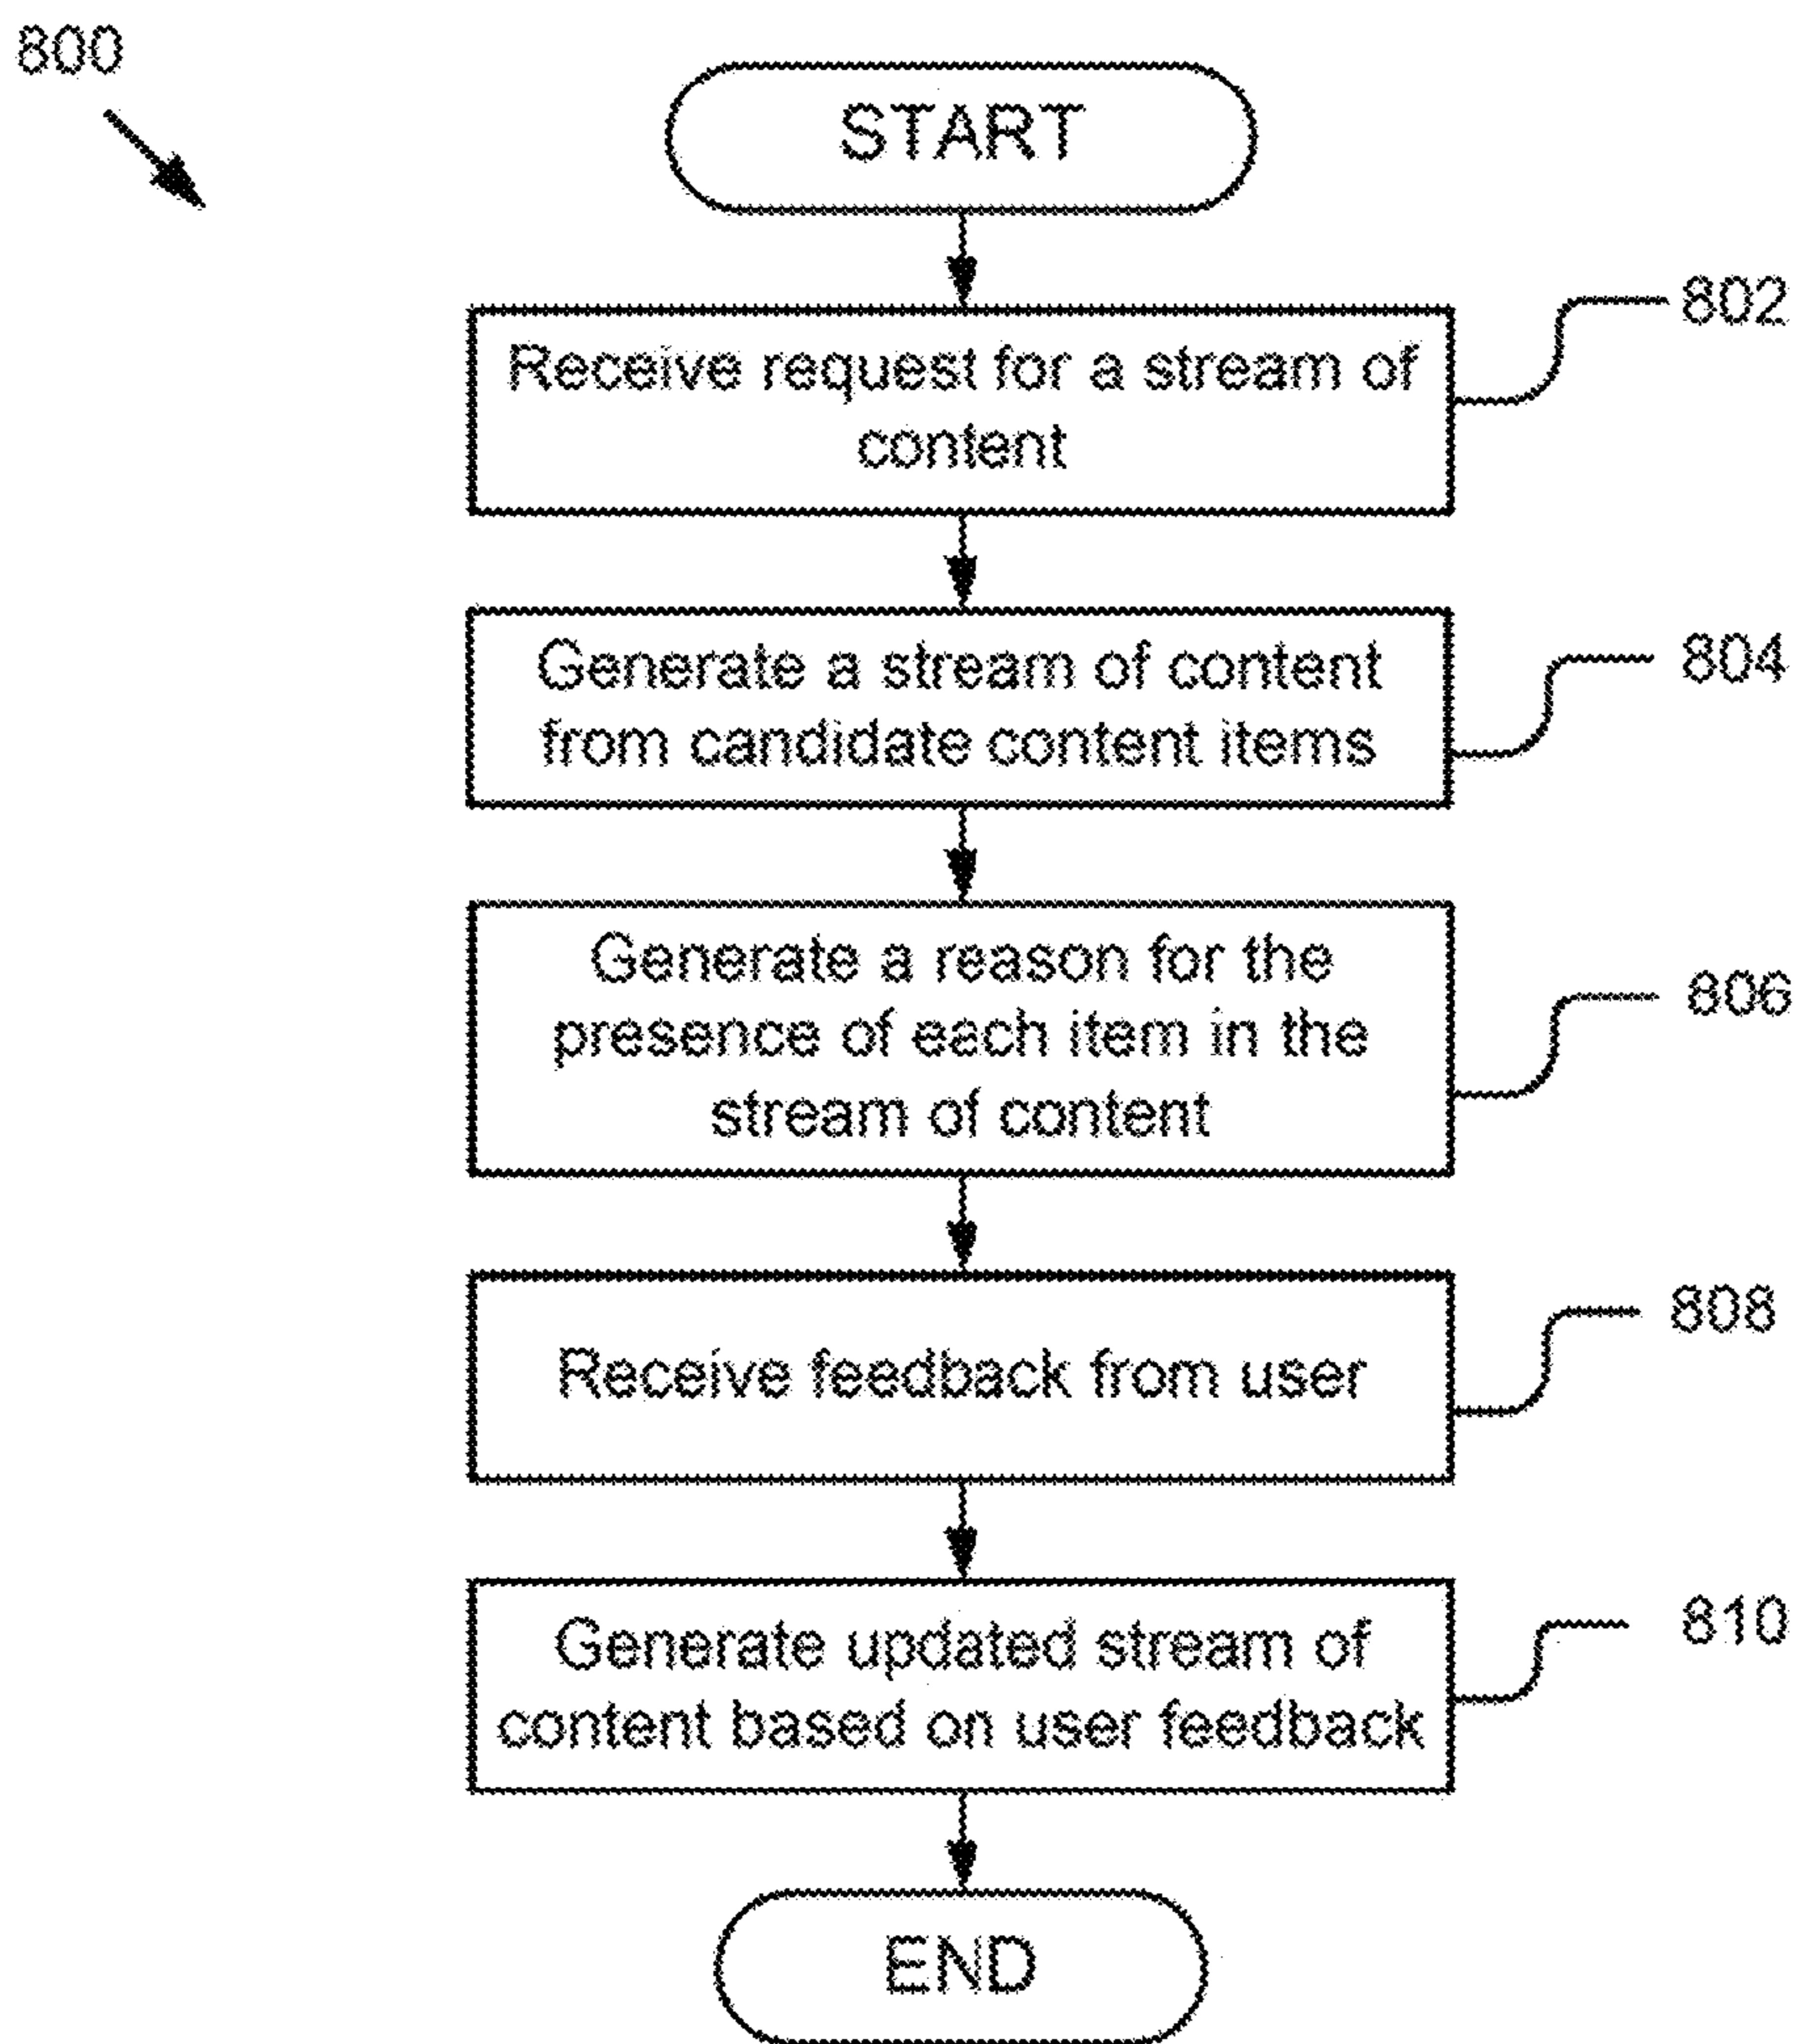 800
START
Receive request for a stream of
content
802
Generate a stream of content
from candidate content items
804
Generate a reason for the
presence of each item in the
stream of content
806
Receive feedback from user
808
Generate updated stream of
content based on user feedback
810
END